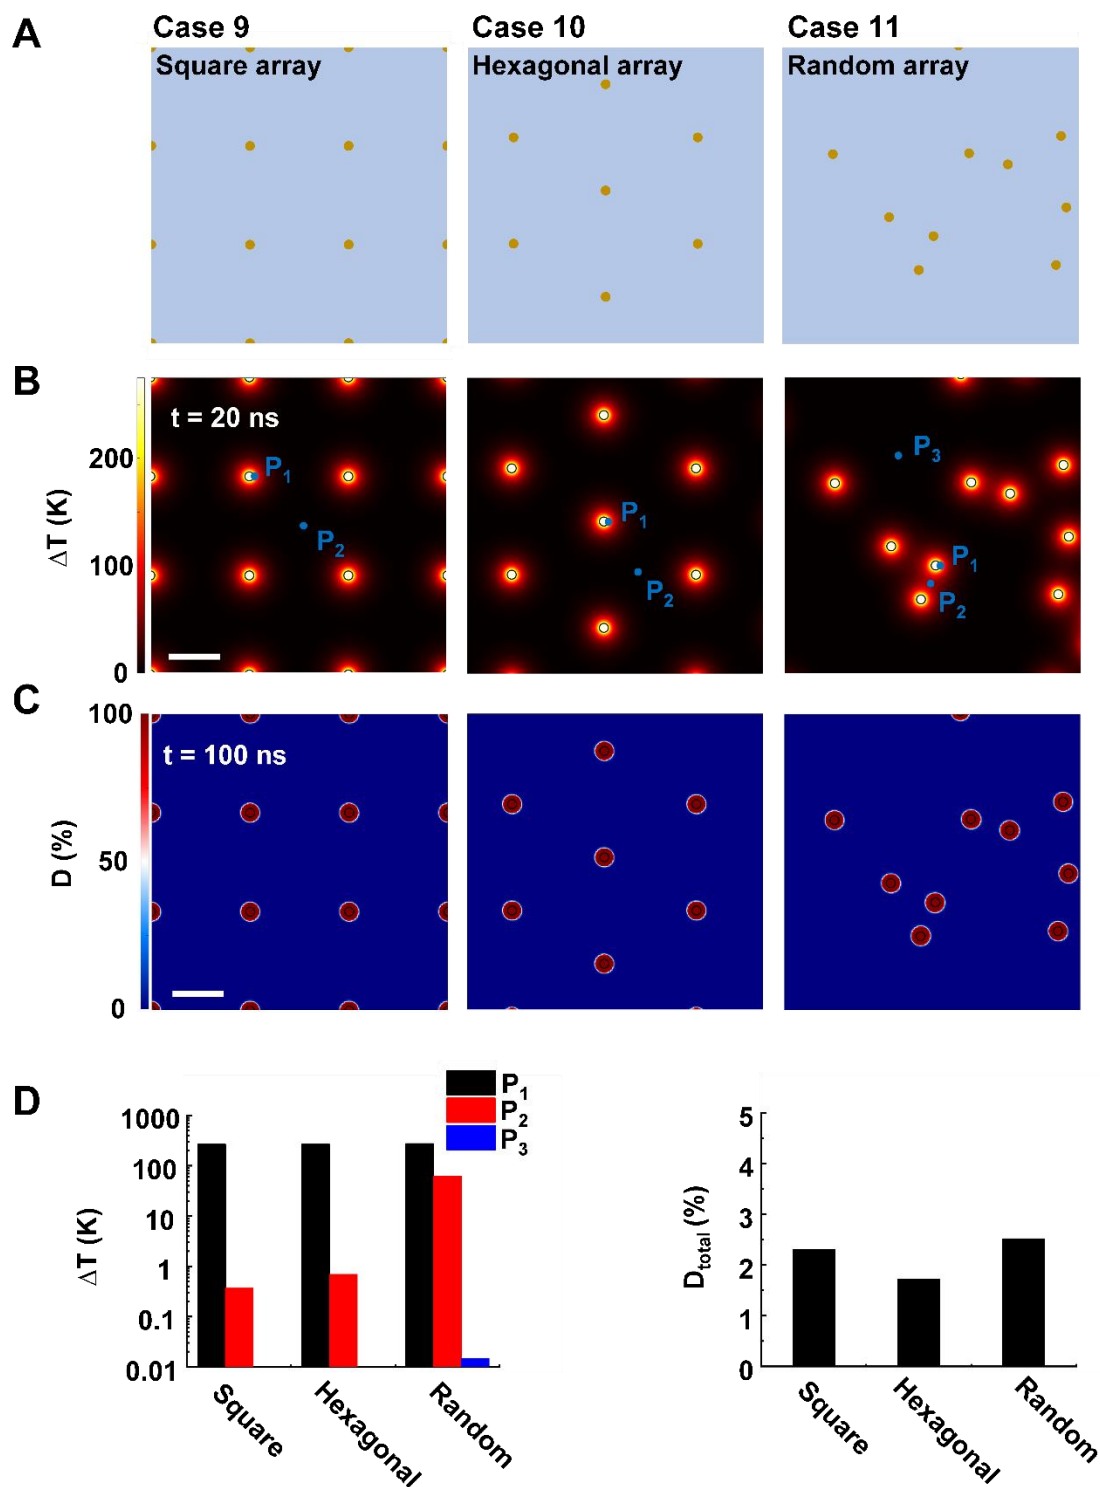 A
Case 9
Case 10
Case 11
Square array
Hexagonal array
Random array
B
t = 20 ns
P1
P2
P1
P2
P3
P1
P2
200
100
0
ΔT (K)
C
t = 100 ns
100
50
0
D (%)
D
P1
P2
P3
1000
100
10
1
0.1
0.01
ΔT (K)
Square
Hexagonal
Random
5
4
3
2
1
0
Dtotal (%)
Square
Hexagonal
Random